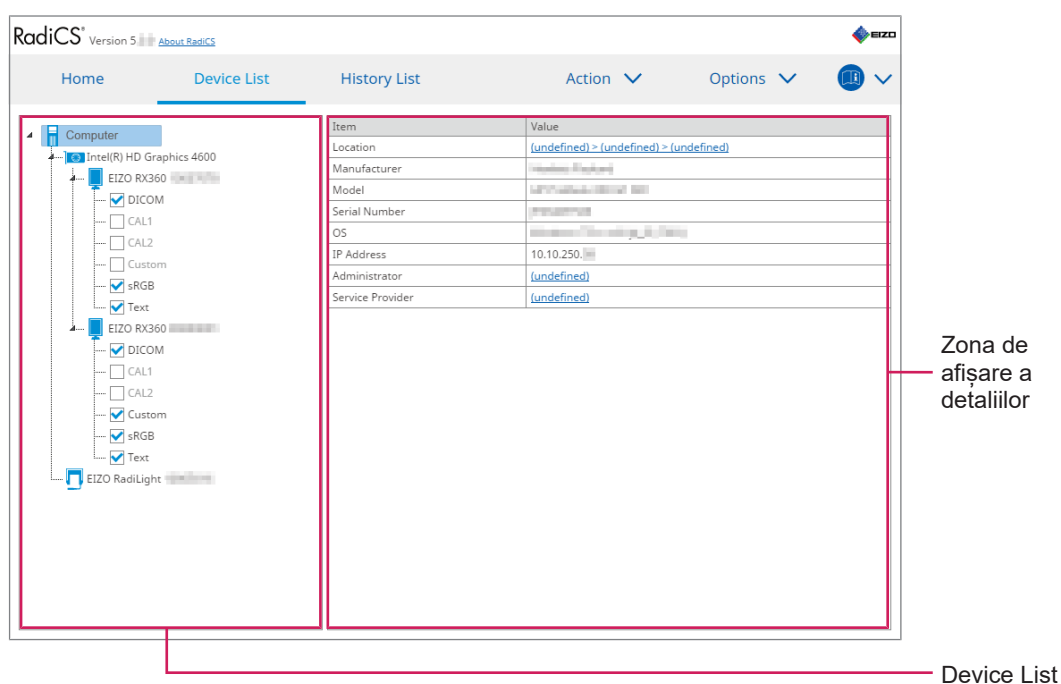 RadiCS® Version 5. About RadiCS
EIZO
Home Device List History List Action Options
Computer
Intel(R) HD Graphics 4600
EIZO RX360
DICOM
CAL1
CAL2
Custom
sRGB
Text
EIZO RX360
DICOM
CAL1
CAL2
Custom
sRGB
Text
EIZO RadiLight
Item Value
Location (undefined) > (undefined) > (undefined)
Manufacturer
Model
Serial Number
OS
IP Address 10.10.250.
Administrator (undefined)
Service Provider (undefined)
Zona de
afișare a
detaliilor
Device List